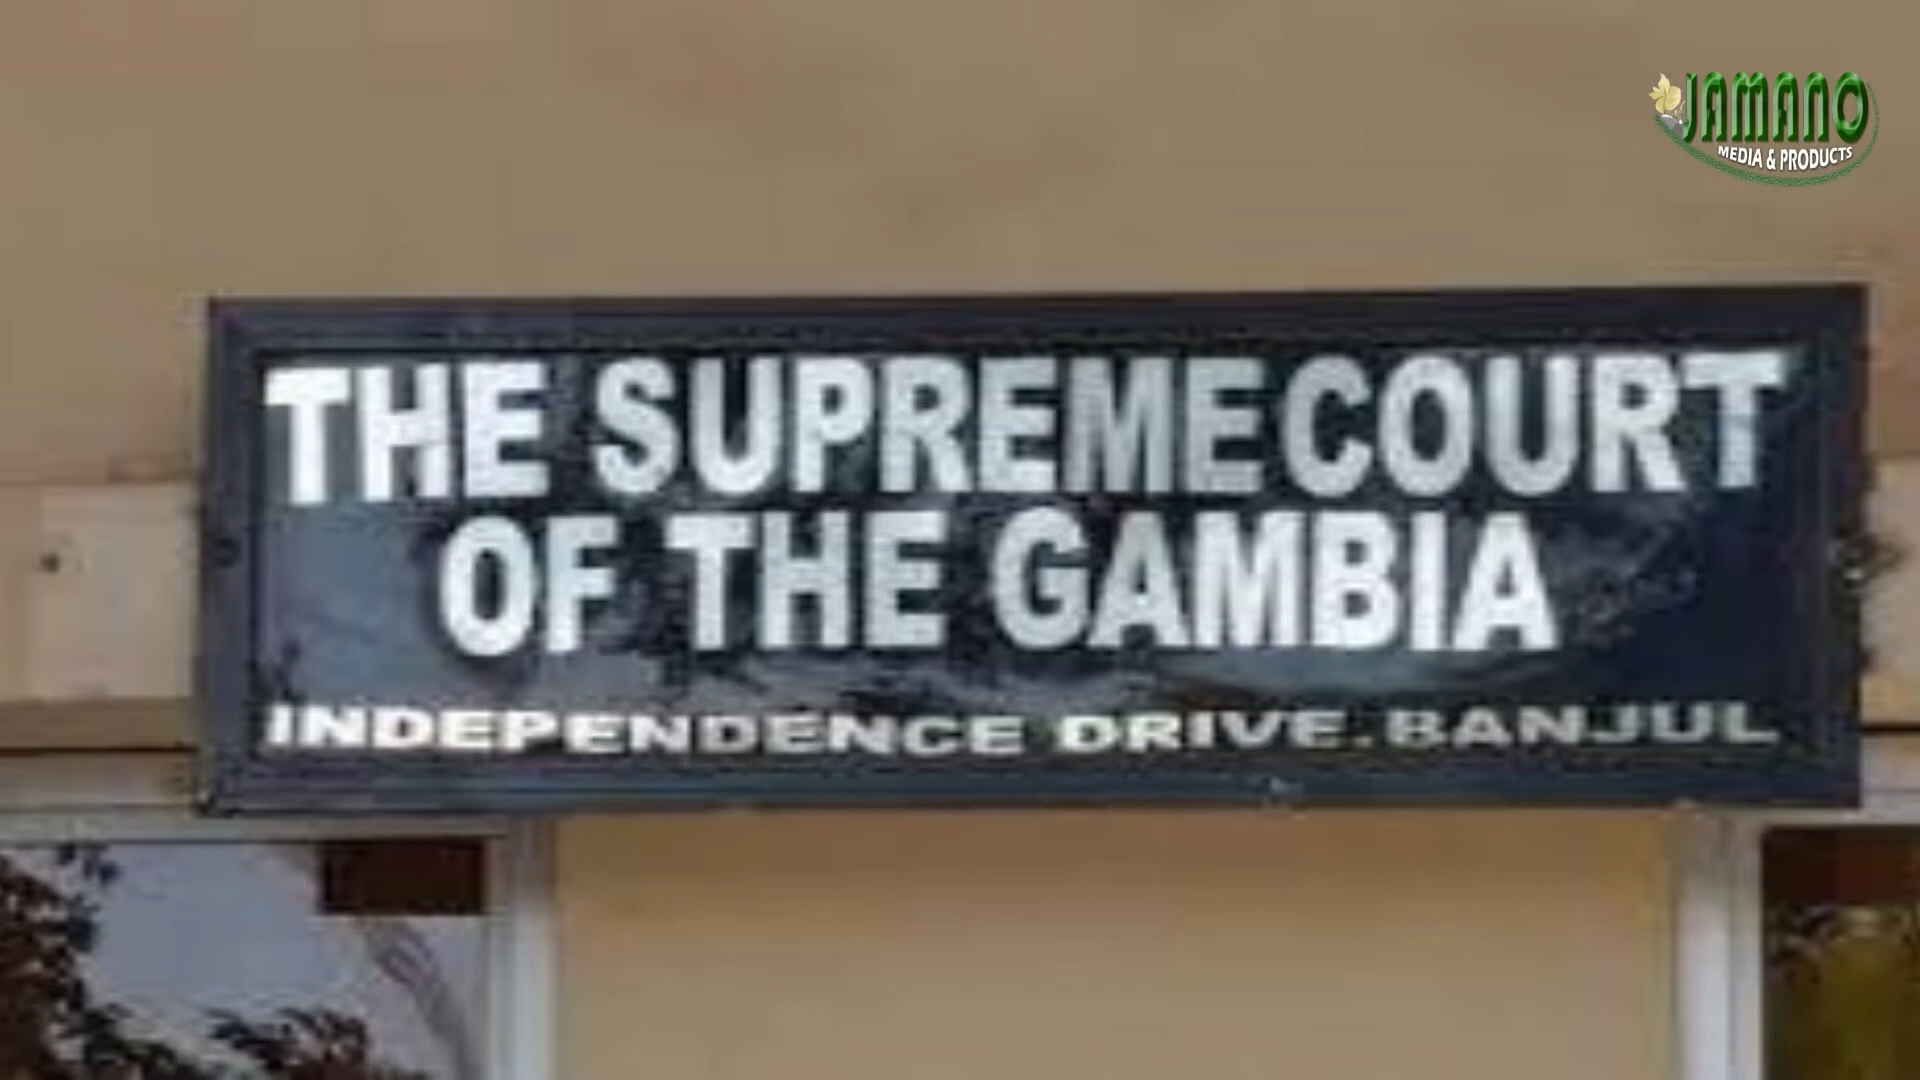 JAMANO
MEDIA & PRODUCTS
THE SUPREME COURT
OF THE GAMBIA
INDEPENDENCE DRIVE.BANJUL